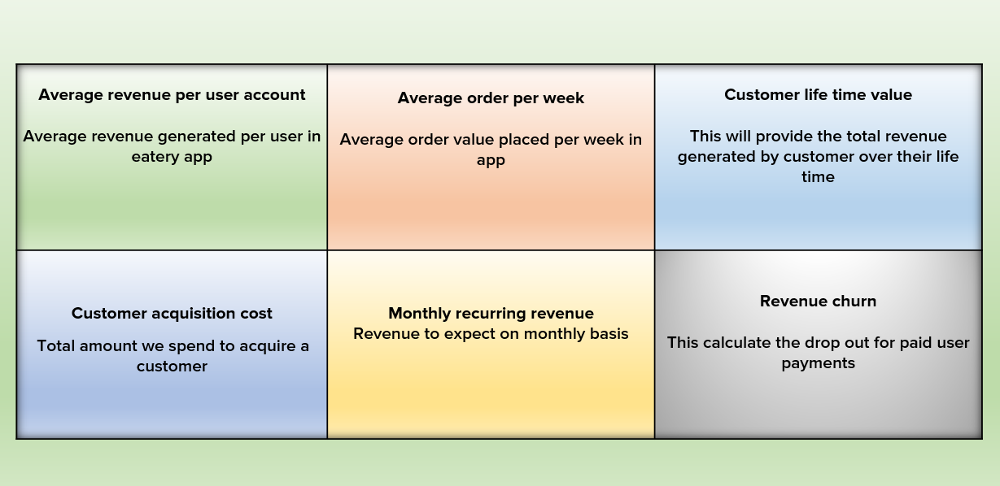 Average revenue per user account
Average revenue generated per user in
eatery app
Average order per week
Average order value placed per week in
app
Customer life time value
This will provide the total revenue
generated by customer over their life
time
Customer acquisition cost
Total amount we spend to acquire a
customer
Monthly recurring revenue
Revenue to expect on monthly basis
Revenue churn
This calculate the drop out for paid user
payments